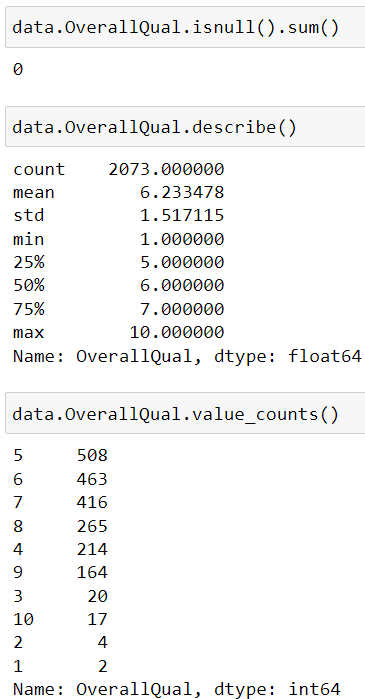 data.OverallQual.isnull().sum()
0
data.OverallQual.describe()
count    2073.000000
mean        6.233478
std         1.517115
min         1.000000
25%         5.000000
50%         6.000000
75%         7.000000
max        10.000000
Name: OverallQual, dtype: float64
data.OverallQual.value_counts()
5     508
6     463
7     416
8     265
4     214
9     164
3      20
10     17
2       4
1       2
Name: OverallQual, dtype: int64